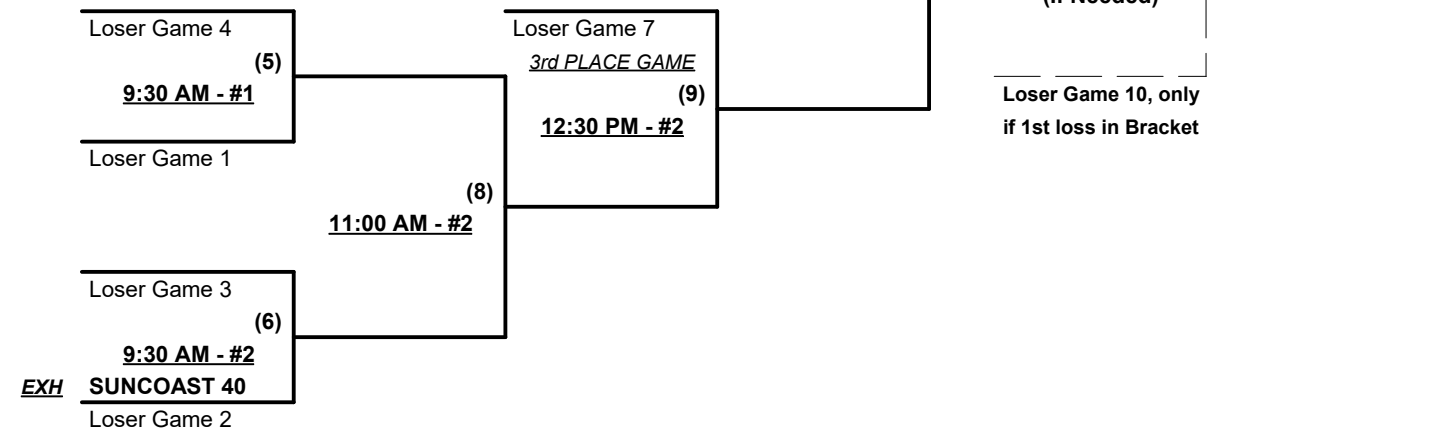 (If Needed)
Loser Game 4
(5)
9:30 AM - #1
Loser Game 1
Loser Game 7
3rd PLACE GAME
(9)
12:30 PM - #2
Loser Game 10, only
if 1st loss in Bracket
(8)
11:00 AM - #2
Loser Game 3
(6)
9:30 AM - #2
EXH SUNCOAST 40
Loser Game 2